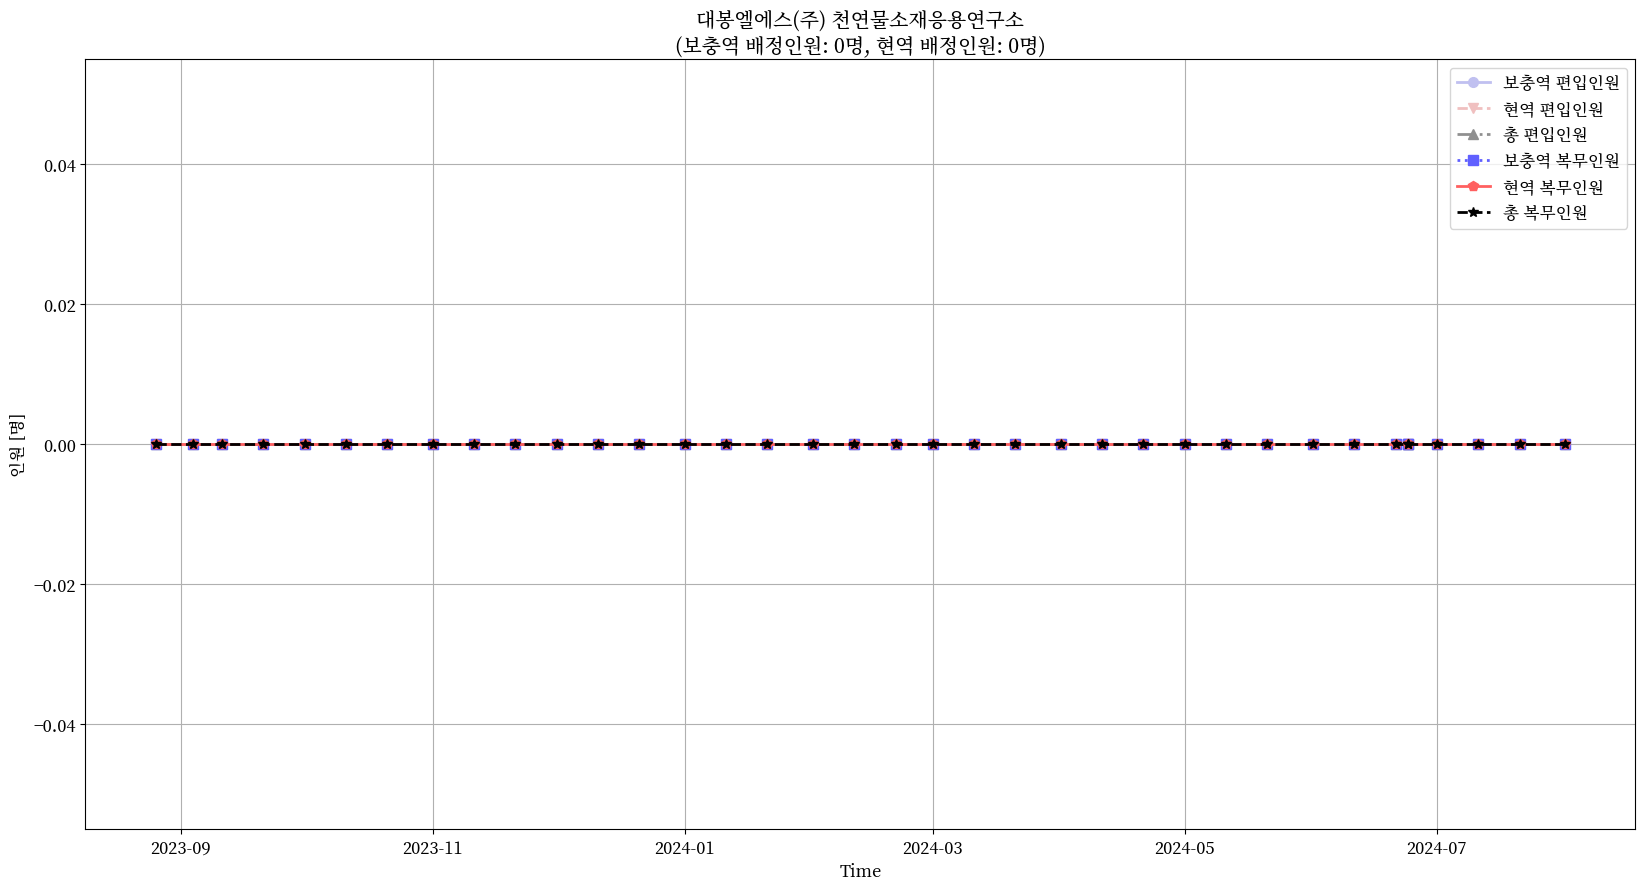 대봉엘에스(주) 천연물소재응용연구소
(보충역 배정인원: 0명, 현역 배정인원: 0명)
보충역 편입인원
현역 편입인원
총 편입인원
보충역 복무인원
현역 복무인원
총 복무인원
인원 [명]
0.04
0.02
0.00
−0.02
−0.04
2023-09
2023-11
2024-01
2024-03
2024-05
2024-07
Time